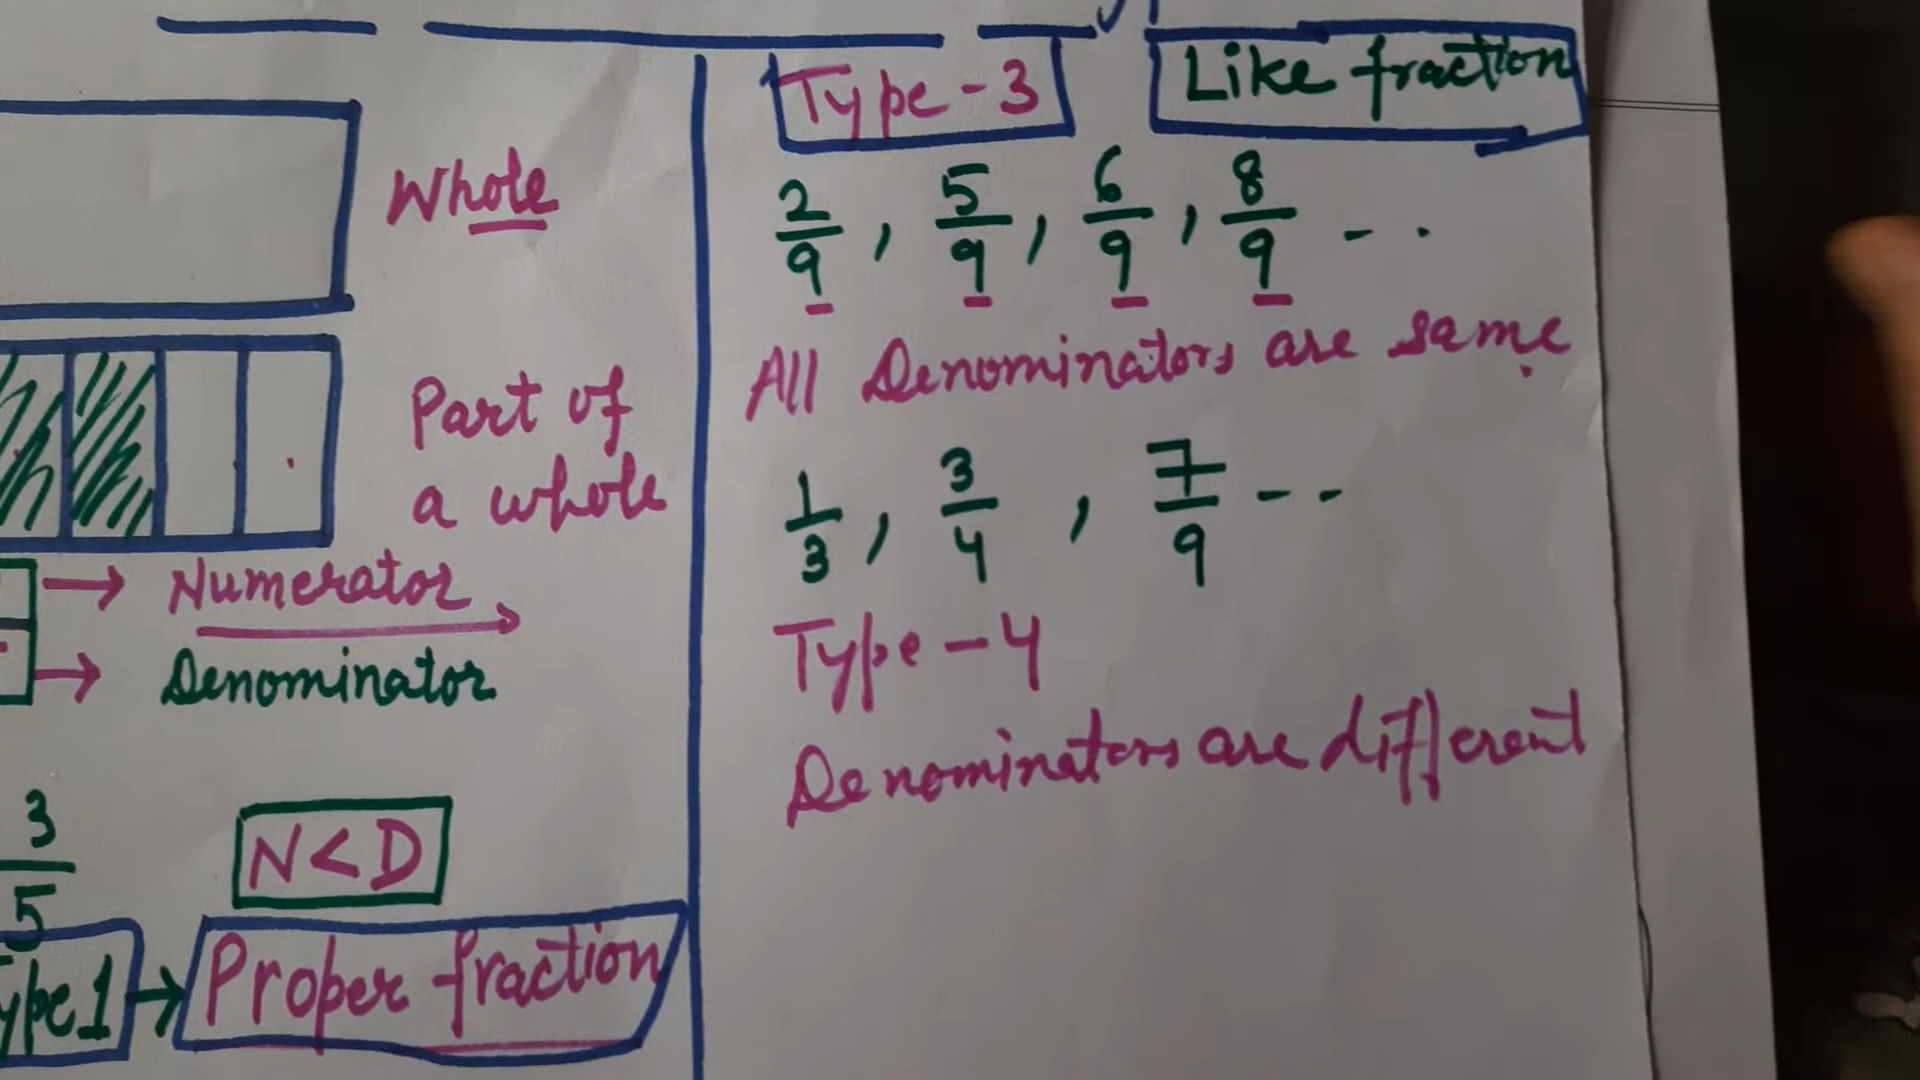 Whole
Part of
a whole
→ Numerator
→ Denominator
3
5
N<D
ype 1 → Proper fraction
Type-3 Like fraction
2/9, 5/9, 6/9, 8/9 - ..
All Denominators are same
1/3, 3/4, 7/9 --
Type-4
Denominators are different